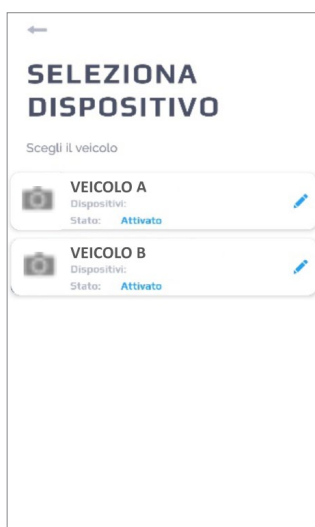 SELEZIONA
DISPOSITIVO
Scegli il veicolo
VEICOLO A
Dispositivi:
Stato: Attivato
VEICOLO B
Dispositivi:
Stato: Attivato